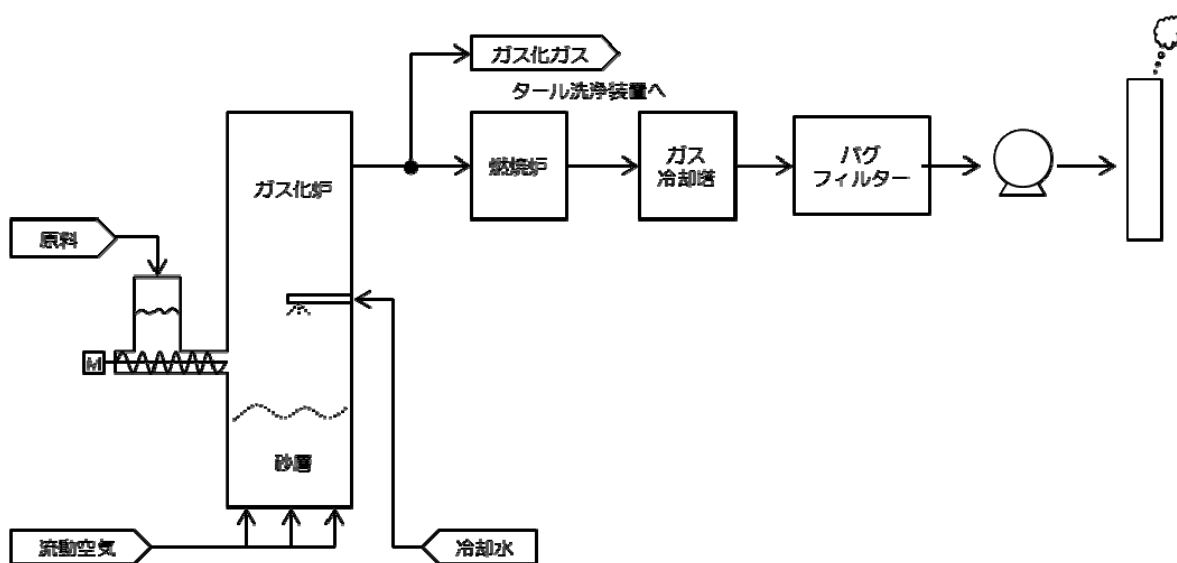 ガス化ガス
タール洗浄装置へ
ガス化炉
燃焼炉
ガス
冷却塔
バグ
フィルター
原料
M
砂層
流動空気
冷却水